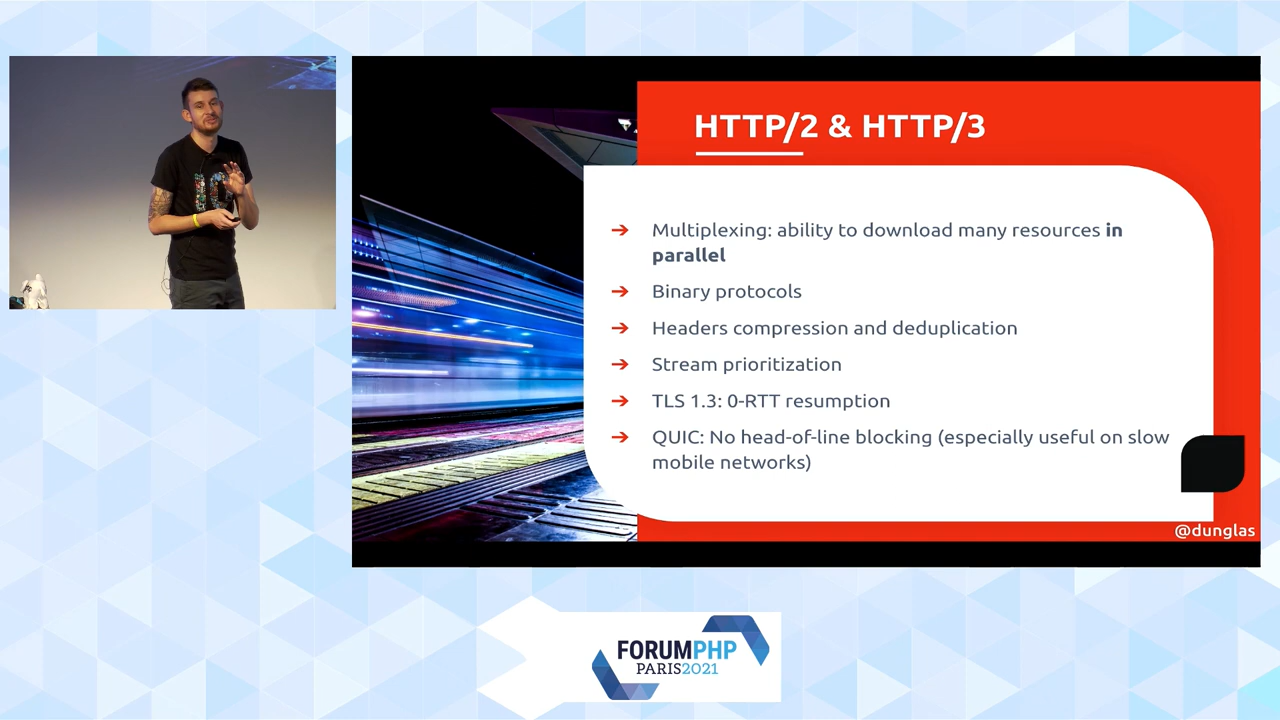 HTTP/2 & HTTP/3
➔ Multiplexing: ability to download many resources in
parallel
➔ Binary protocols
➔ Headers compression and deduplication
➔ Stream prioritization
➔ TLS 1.3: 0-RTT resumption
➔ QUIC: No head-of-line blocking (especially useful on slow
mobile networks)
@dunglas
FORUMPHP
PARIS2021